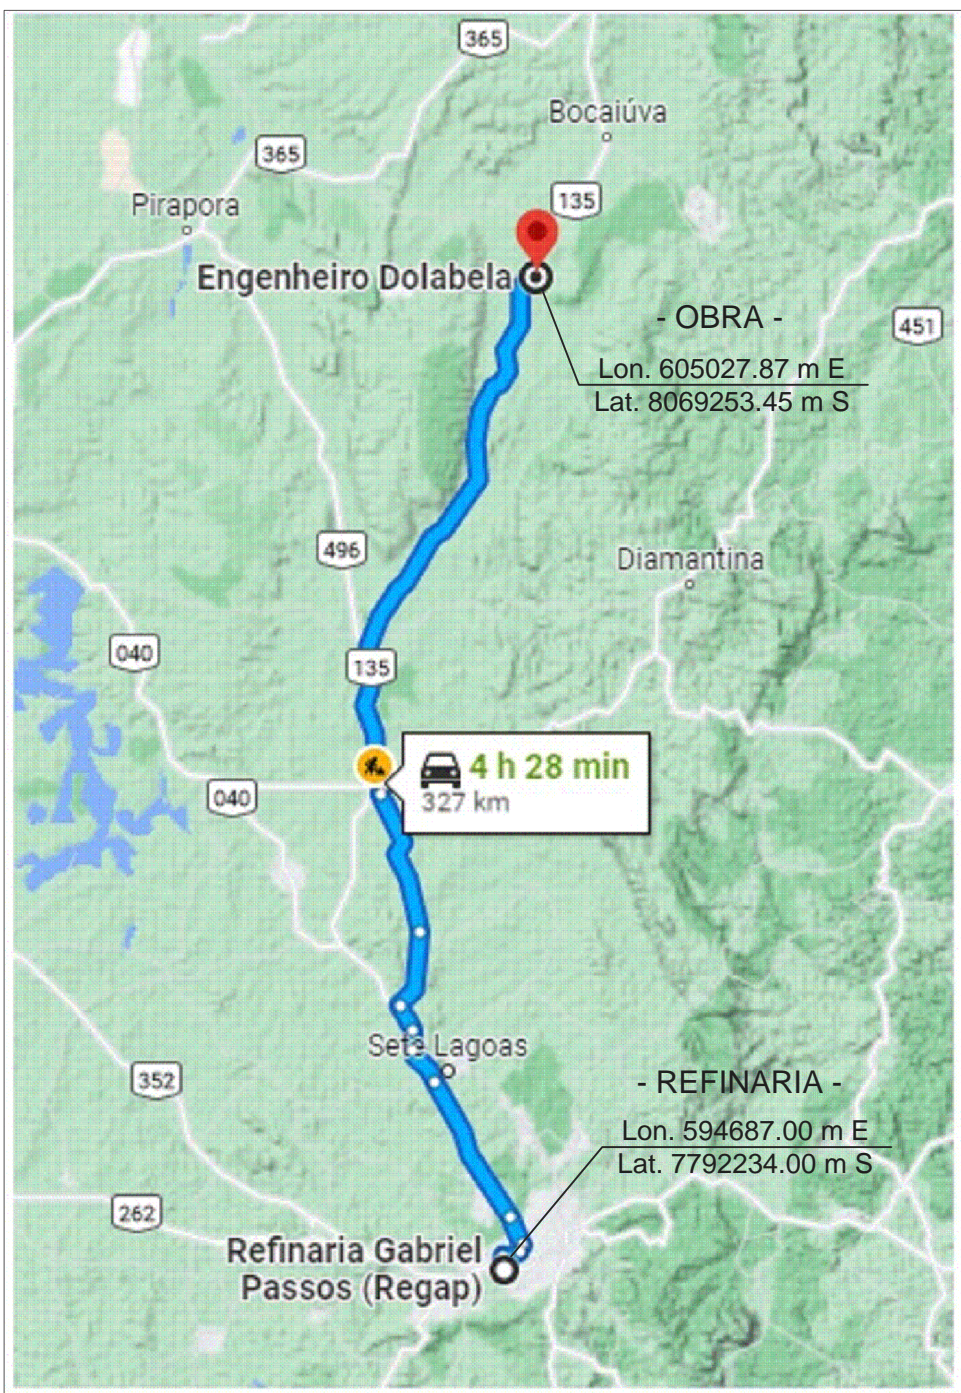 365
Bocaiúva
365
135
Pirapora
Engenheiro Dolabela
- OBRA -
451
Lon. 605027.87 m E
Lat. 8069253.45 m S
496
Diamantina
040
135
4 h 28 min
040
327 km
Sete Lagoas
352
- REFINARIA -
Lon. 594687.00 m E
Lat. 7792234.00 m S
262
Refinaria Gabriel
Passos (Regap)